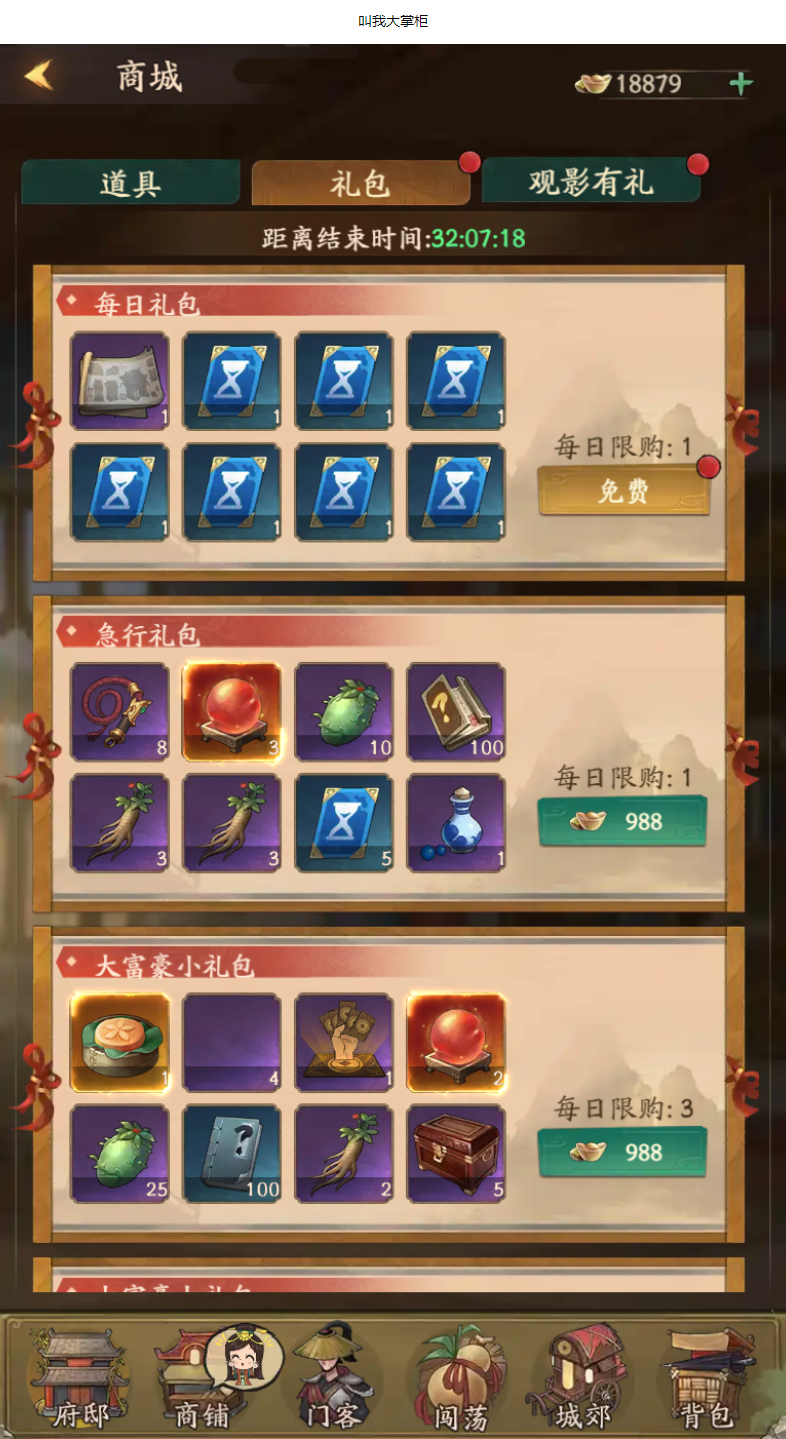 叫我大掌柜
商城
18879
道具
礼包
观影有礼
距离结束时间:32:07:18
每日礼包
1 1 1 1
每日限购: 1
1 1 1 1
免费
急行礼包
8 3 10 100
每日限购: 1
3 3 5 1
988
大富豪小礼包
1 4 1 2
每日限购: 3
25 100 2 5
988
府邸
商铺
门客
闯荡
城郊
背包